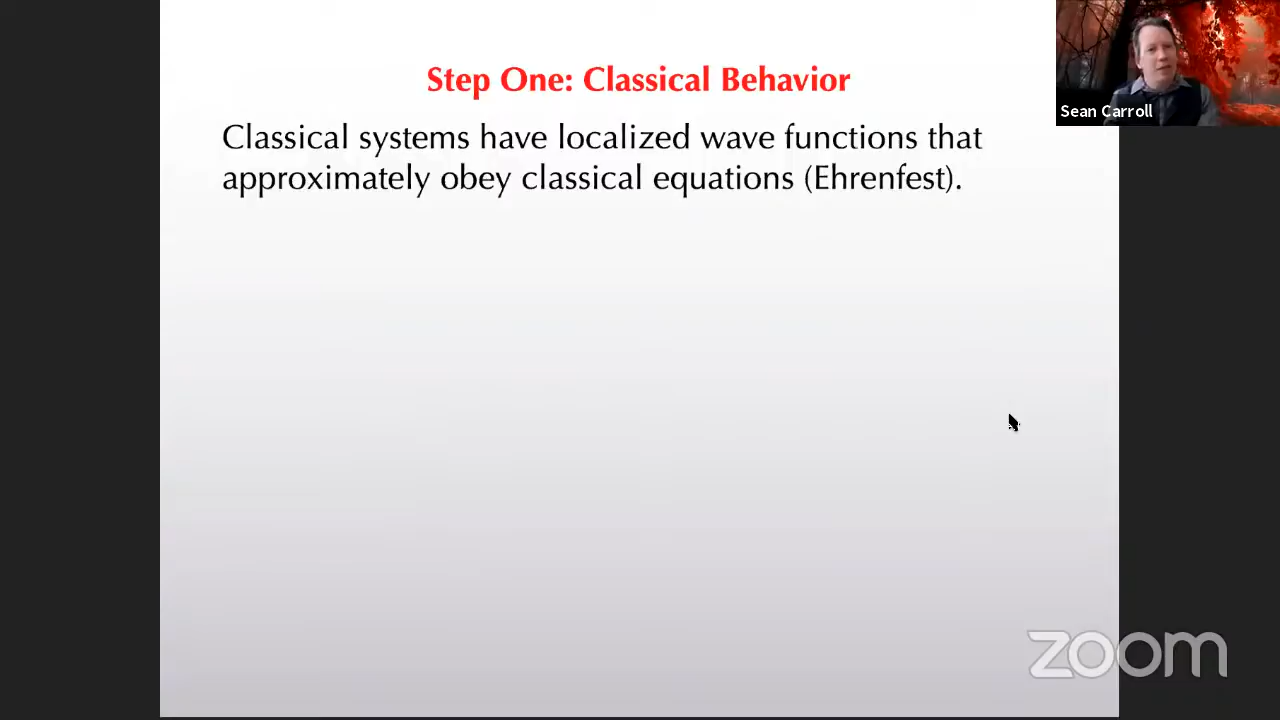 Step One: Classical Behavior
Sean Carroll
Classical systems have localized wave functions that
approximately obey classical equations (Ehrenfest).
zoom